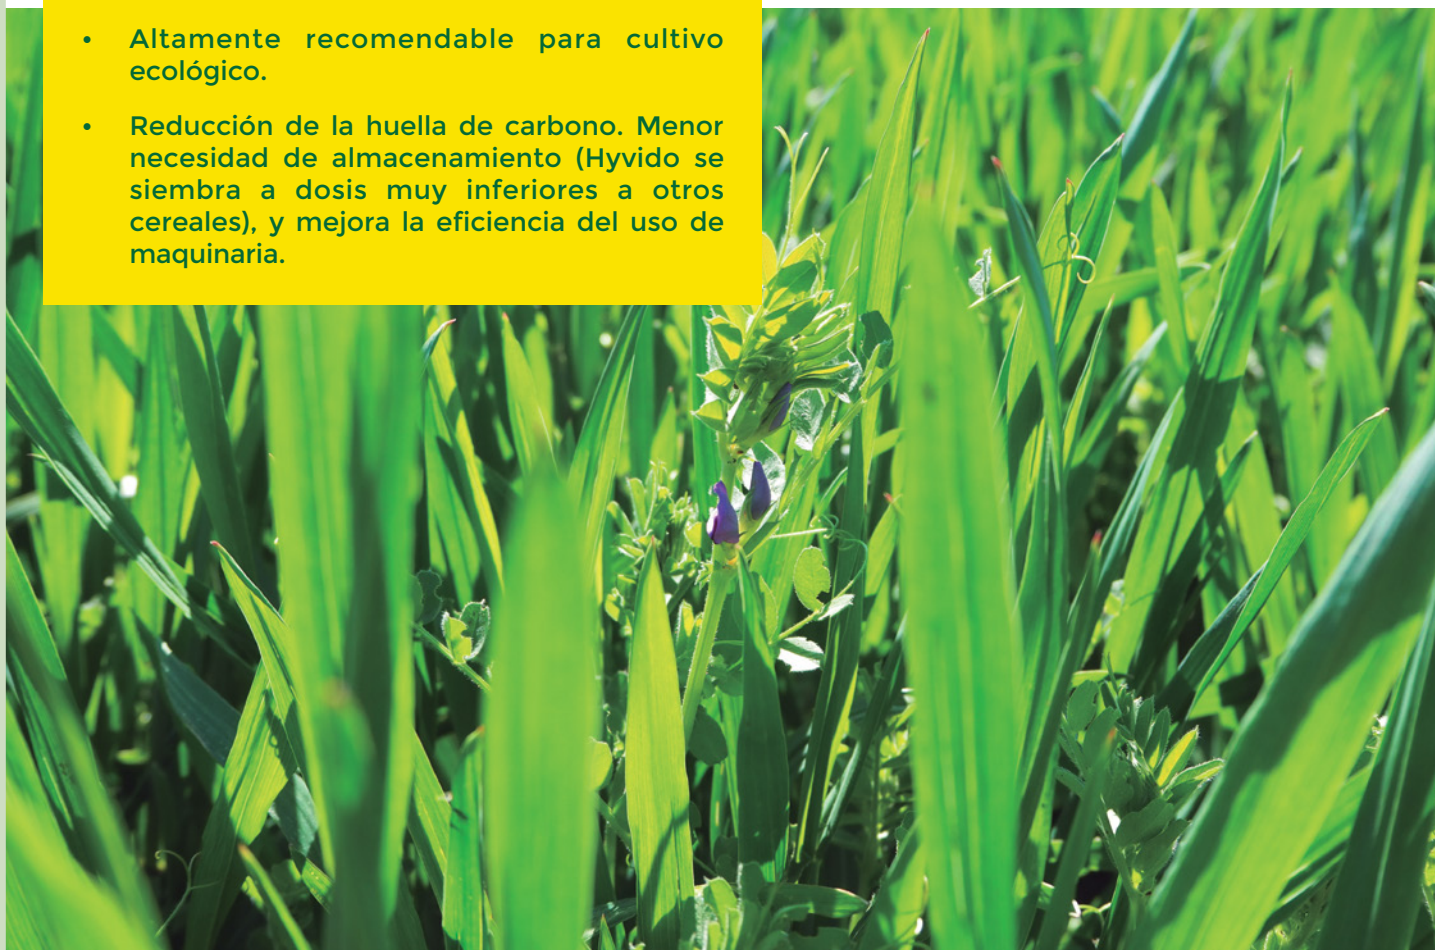 • Altamente recomendable para cultivo
ecológico.
• Reducción de la huella de carbono. Menor
necesidad de almacenamiento (Hyvido se
siembra a dosis muy inferiores a otros
cereales), y mejora la eficiencia del uso de
maquinaria.